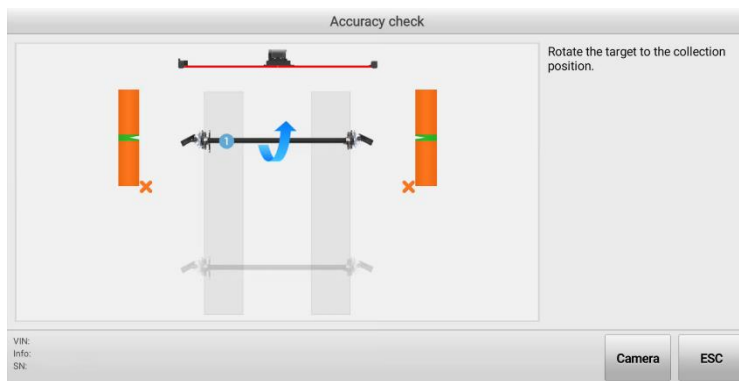 Accuracy check
Rotate the target to the collection
position.
1
VIN:
Info:
SN:
Camera
ESC